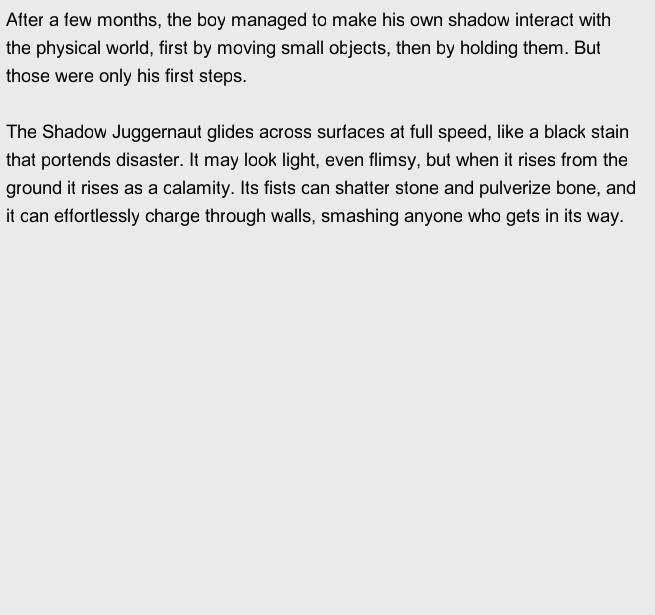 After a few months, the boy managed to make his own shadow interact with
the physical world, first by moving small objects, then by holding them. But
those were only his first steps.

The Shadow Juggernaut glides across surfaces at full speed, like a black stain
that portends disaster. It may look light, even flimsy, but when it rises from the
ground it rises as a calamity. Its fists can shatter stone and pulverize bone, and
it can effortlessly charge through walls, smashing anyone who gets in its way.